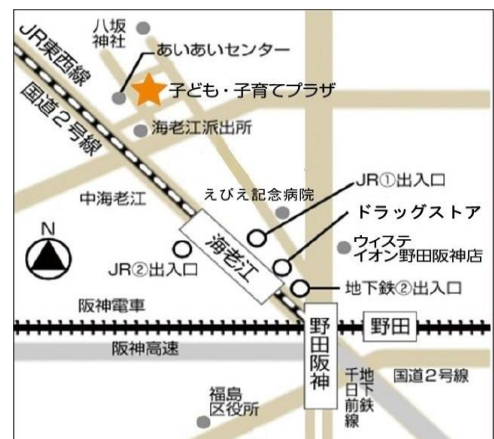 八坂
神社
あいあいセンター
子ども・子育てプラザ
JR東西線
国道2号線
海老江派出所
中海老江
えびえ記念病院
JR①出入口
ドラッグストア
N
海老江
JR②出入口
ウィステ
イオン野田阪神店
地下鉄②出入口
阪神電車
野田阪神
野田
阪神高速
福島
区役所
地下鉄
千日前線
国道2号線